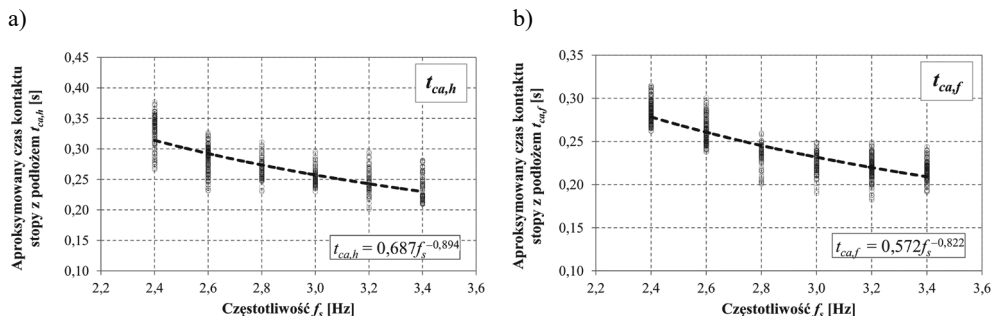 a)
Aproksymowany czas kontaktu
stopy z podłożem t_ca,h [s]
0,45
0,40
0,35
0,30
0,25
0,20
0,15
0,10
t_ca,h
t_ca,h = 0,687f_s^−0,894
2,2 2,4 2,6 2,8 3,0 3,2 3,4 3,6
Częstotliwość f_s [Hz]
b)
Aproksymowany czas kontaktu
stopy z podłożem t_ca,f [s]
0,35
0,30
0,25
0,20
0,15
0,10
t_ca,f
t_ca,f = 0,572f_s^−0,822
2,2 2,4 2,6 2,8 3,0 3,2 3,4 3,6
Częstotliwość f_s [Hz]